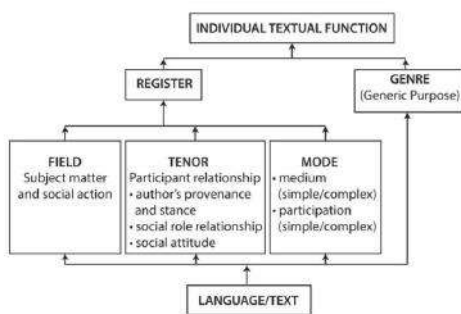 INDIVIDUAL TEXTUAL FUNCTION
REGISTER
GENRE
(Generic Purpose)
FIELD
Subject matter
and social action
TENOR
Participant relationship
• author's provenance
and stance
• social role relationship
• social attitude
MODE
• medium
(simple/complex)
• participation
(simple/complex)
LANGUAGE/TEXT